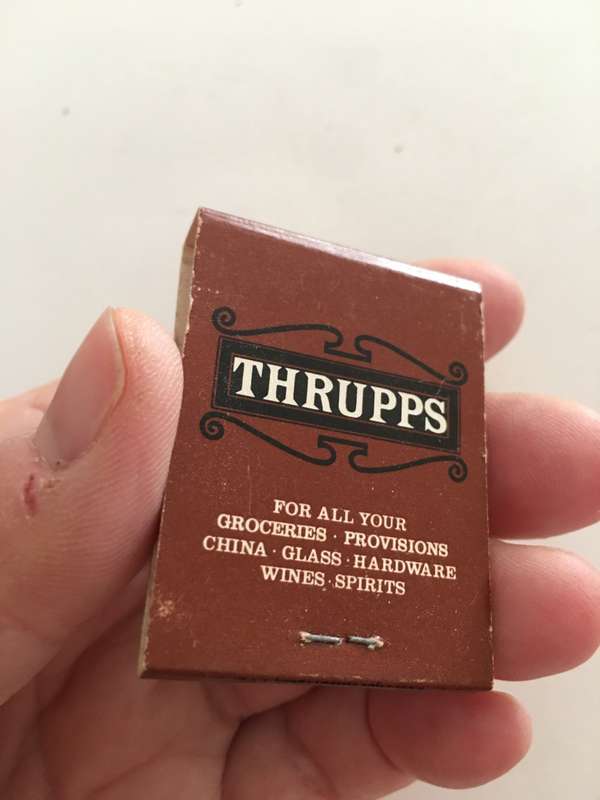 THRUPPS
FOR ALL YOUR
GROCERIES · PROVISIONS
CHINA · GLASS · HARDWARE
WINES · SPIRITS